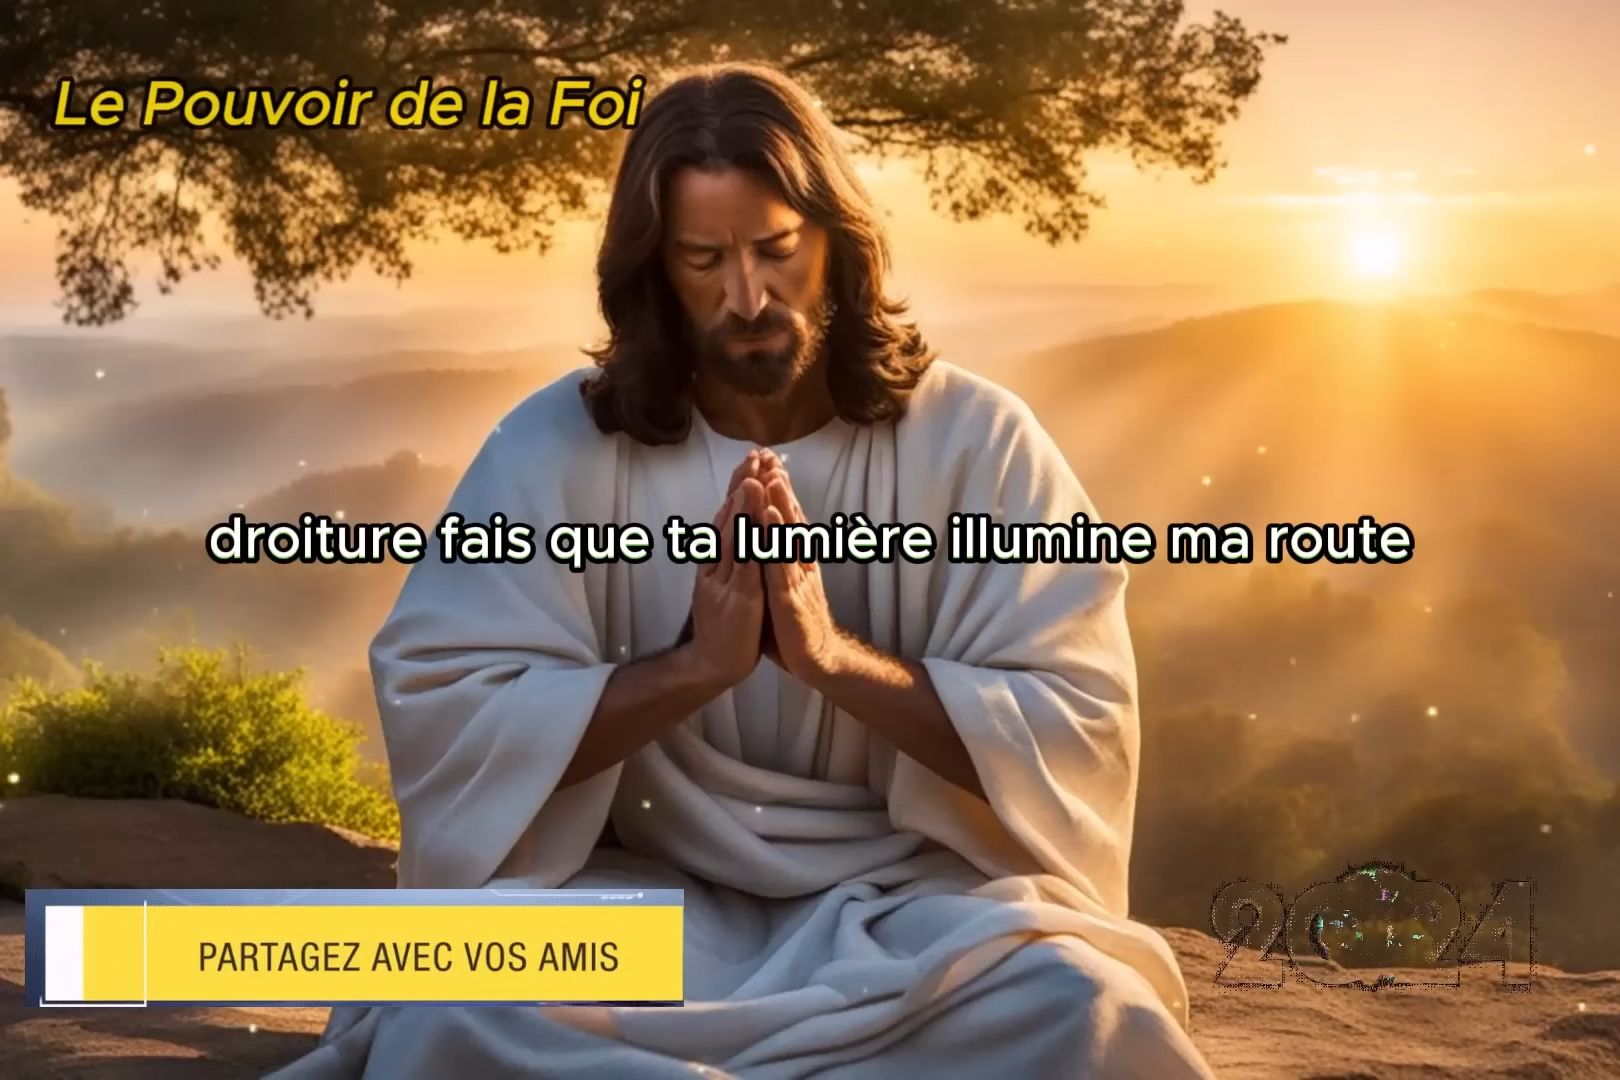 Le Pouvoir de la Foi
droiture fais que ta lumière illumine ma route
PARTAGEZ AVEC VOS AMIS
2024